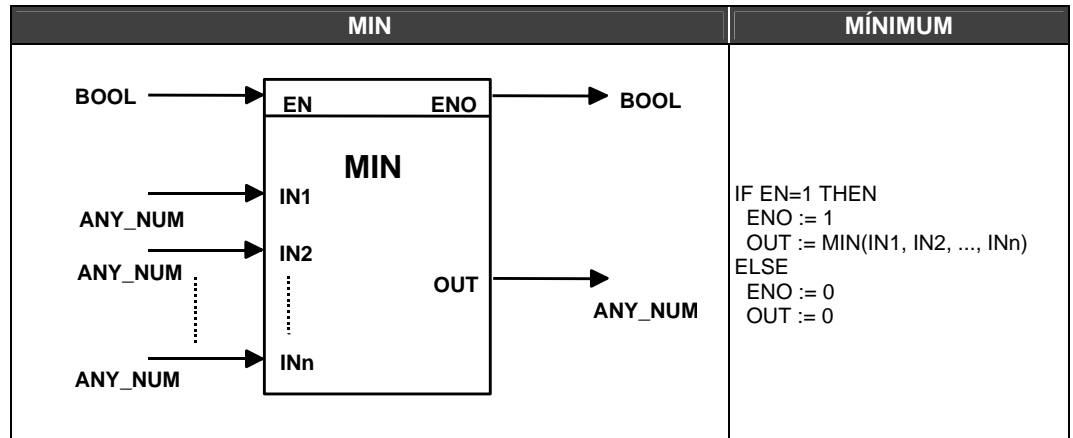 MIN
MÍNIMUM
BOOL
EN
ENO
BOOL
MIN
IN1
ANY_NUM
IN2
ANY_NUM
OUT
ANY_NUM
INn
ANY_NUM
IF EN=1 THEN
ENO := 1
OUT := MIN(IN1, IN2, ..., INn)
ELSE
ENO := 0
OUT := 0